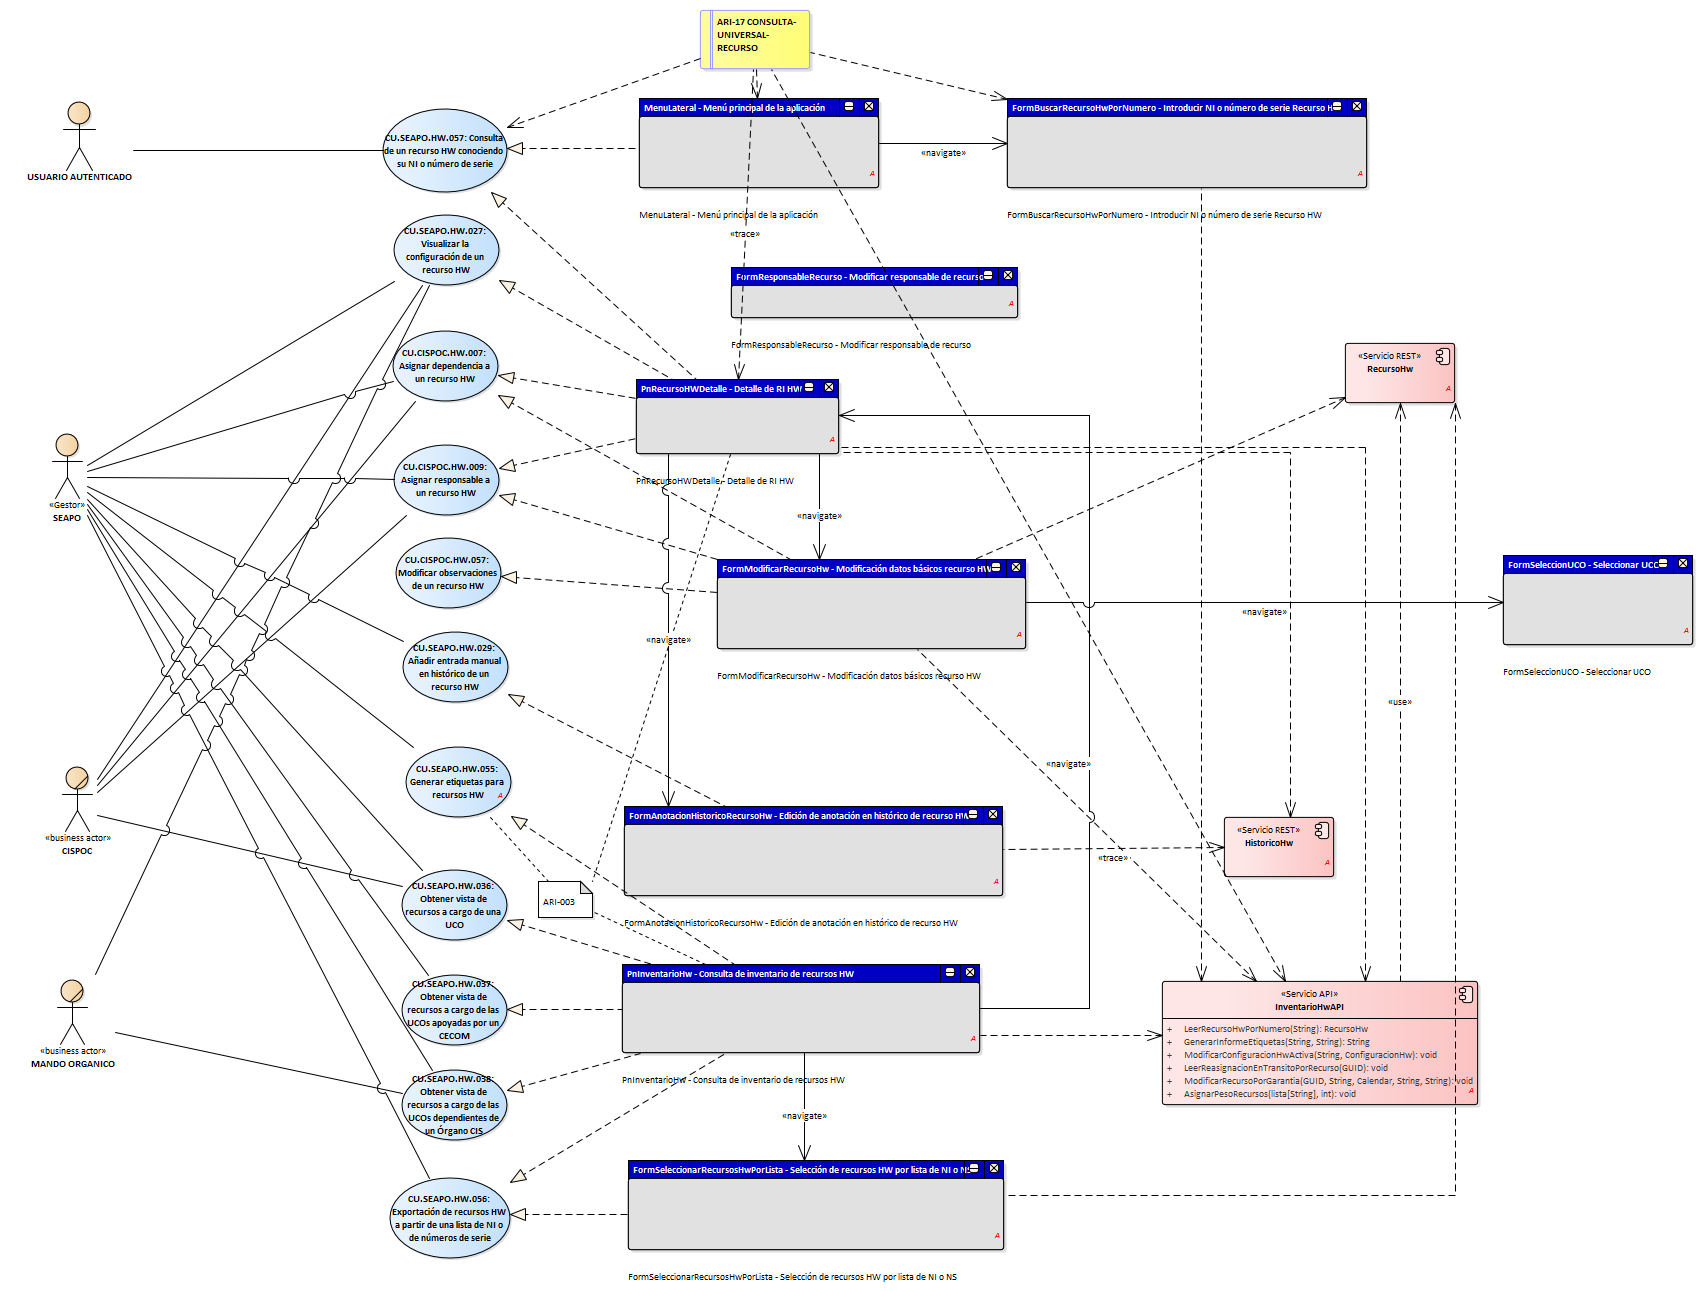 ARI-17 CONSULTA-
UNIVERSAL-
RECURSO
MenuLateral - Menú principal de la aplicación
A
MenuLateral - Menú principal de la aplicación
«navigate»
FormBuscarRecursoHwPorNumero - Introducir NI o número de serie Recurso H
A
FormBuscarRecursoHwPorNumero - Introducir NI o número de serie Recurso HW
USUARIO AUTENTICADO
CU.SEAPO.HW.057: Consulta
de un recurso HW conociendo
su NI o número de serie
CU.SEAPO.HW.027:
Visualizar la
configuración de un
recurso HW
«trace»
FormResponsableRecurso - Modificar responsable de recurso
A
FormResponsableRecurso - Modificar responsable de recurso
CU.CISPOC.HW.007:
Asignar dependencia a
un recurso HW
PnRecursoHWDetalle - Detalle de RI HW
A
PnRecursoHWDetalle - Detalle de RI HW
«Servicio REST»
RecursoHw
A
«Gestor»
SEAPO
CU.CISPOC.HW.009:
Asignar responsable a
un recurso HW
«navigate»
CU.CISPOC.HW.057:
Modificar observaciones
de un recurso HW
FormModificarRecursoHw - Modificación datos básicos recurso HW
A
FormModificarRecursoHw - Modificación datos básicos recurso HW
«navigate»
FormSeleccionUCO - Seleccionar UCO
A
FormSeleccionUCO - Seleccionar UCO
«navigate»
CU.SEAPO.HW.029:
Añadir entrada manual
en histórico de un
recurso HW
«use»
«navigate»
CU.SEAPO.HW.055:
Generar etiquetas para
recursos HW
A
«business actor»
CISPOC
FormAnotacionHistoricoRecursoHw - Edición de anotación en histórico de recurso HW
A
FormAnotacionHistoricoRecursoHw - Edición de anotación en histórico de recurso HW
«trace»
«Servicio REST»
HistoricoHw
A
ARI-003
CU.SEAPO.HW.036:
Obtener vista de
recursos a cargo de una
UCO
PnInventarioHw - Consulta de inventario de recursos HW
A
PnInventarioHw - Consulta de inventario de recursos HW
CU.SEAPO.HW.037:
Obtener vista de
recursos a cargo de las
UCOs apoyadas por un
CECOM
«business actor»
MANDO ORGANICO
«Servicio API»
InventarioHwAPI
+ LeerRecursoHwPorNumero(String): RecursoHw
+ GenerarInformeEtiquetas(String, String): String
+ ModificarConfiguracionHwActiva(String, ConfiguracionHw): void
+ LeerReasignacionEnTransitoPorRecurso(GUID): void
+ ModificarRecursoPorGarantia(GUID, String, Calendar, String, String): void
+ AsignarPesoRecursos(lista[String], int): void
A
CU.SEAPO.HW.038:
Obtener vista de
recursos a cargo de las
UCOs dependientes de
un Órgano CIS
«navigate»
FormSeleccionarRecursosHwPorLista - Selección de recursos HW por lista de NI o N
A
FormSeleccionarRecursosHwPorLista - Selección de recursos HW por lista de NI o NS
CU.SEAPO.HW.056:
Exportación de recursos HW
a partir de una lista de NI o
de números de serie